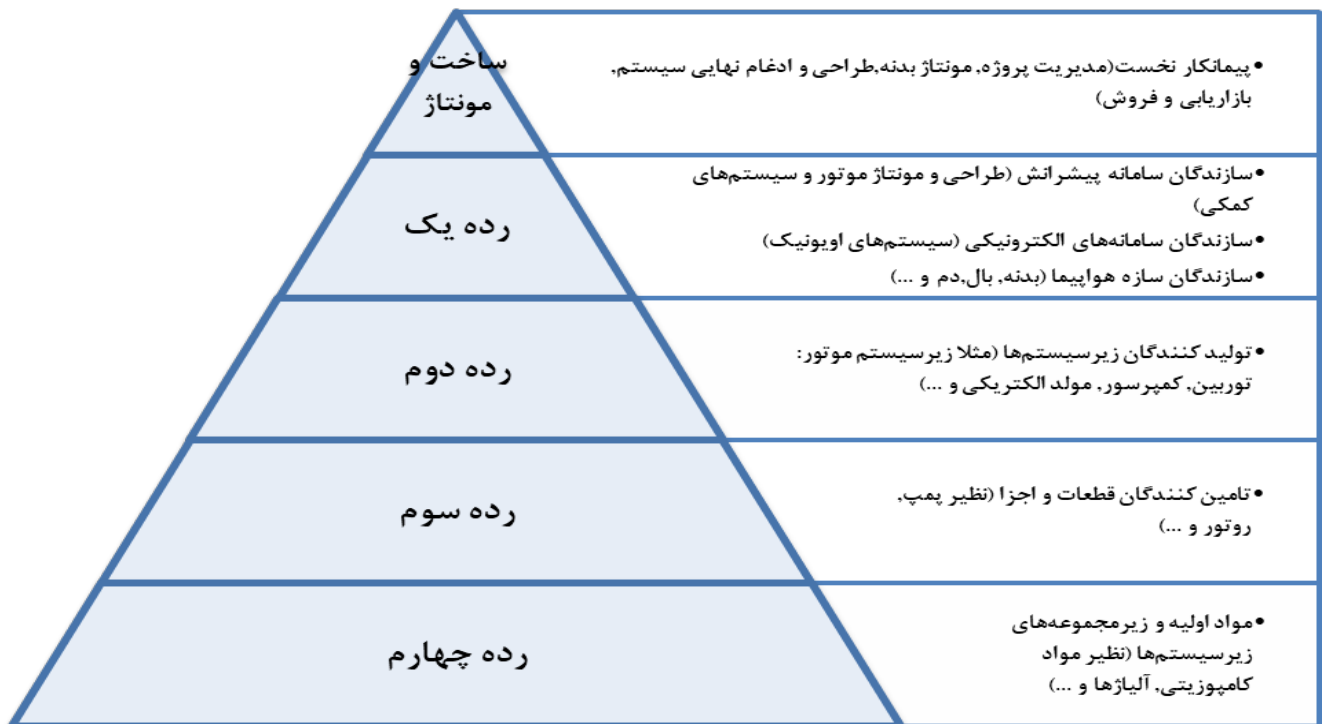 ساخت و
مونتاژ
•پیمانکار نخست(مدیریت پروژه, مونتاژ بدنه,طراحی و ادغام نهایی سیستم,
بازاریابی و فروش)
رده یک
•سازندگان سامانه پیشرانش (طراحی و مونتاژ موتور و سیستم‌های
کمکی)
•سازندگان سامانه‌های الکترونیکی (سیستم‌های اویونیک)
•سازندگان سازه هواپیما (بدنه, بال,دم و ...)
رده دوم
•تولید کنندگان زیرسیستم‌ها (مثلا زیرسیستم موتور:
توربین, کمپرسور, مولد الکتریکی و ...)
رده سوم
•تامین کنندگان قطعات و اجزا (نظیر پمپ,
روتور و ...)
رده چهارم
•مواد اولیه و زیرمجموعه‌های
زیرسیستم‌ها (نظیر مواد
کامپوزیتی, آلیاژها و ...)